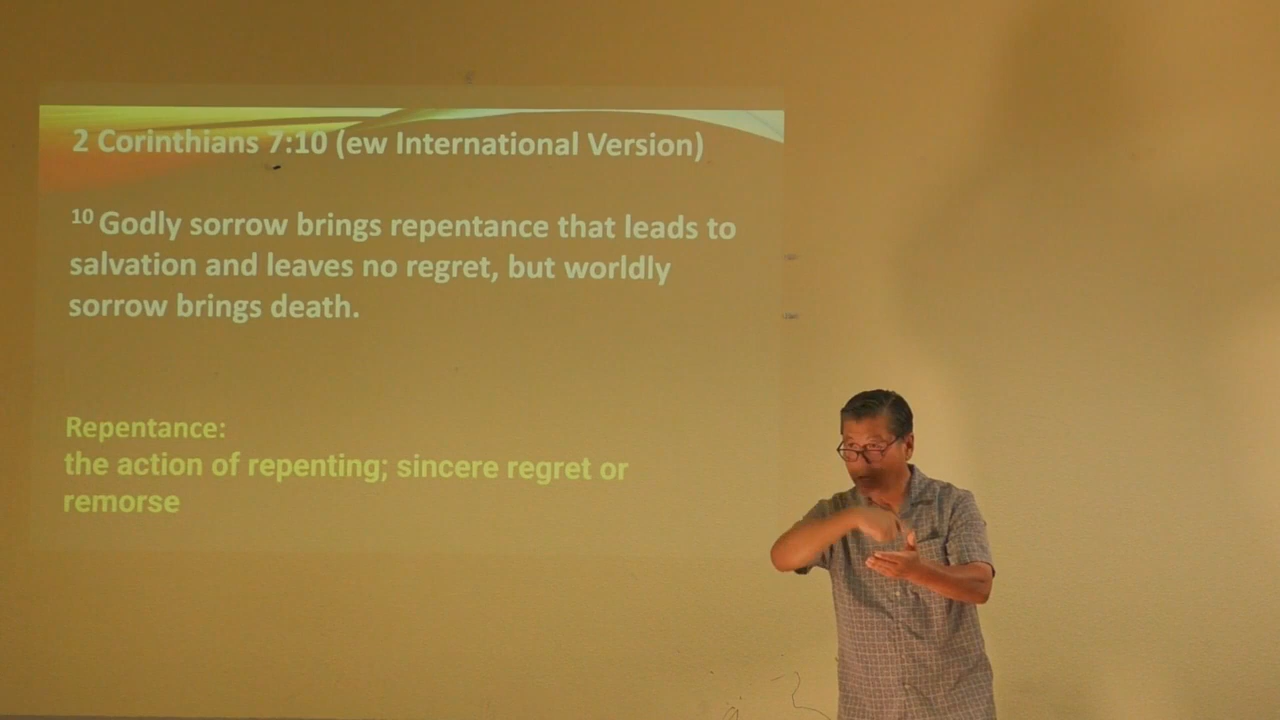 2 Corinthians 7:10 (ew International Version)
10 Godly sorrow brings repentance that leads to
salvation and leaves no regret, but worldly
sorrow brings death.
Repentance:
the action of repenting; sincere regret or
remorse